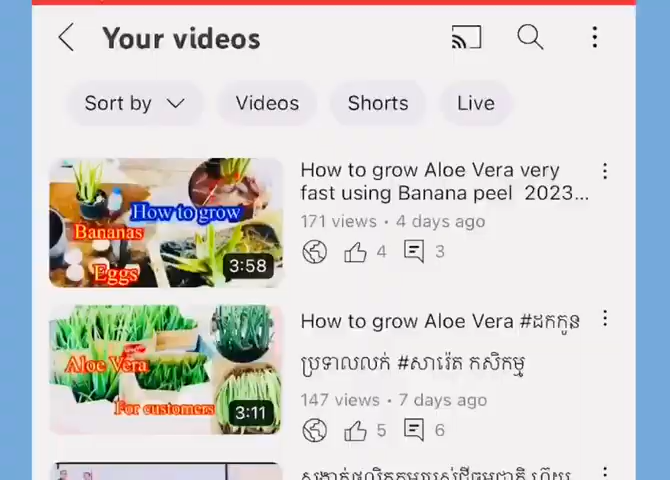 Your videos
Sort by
Videos
Shorts
Live
How to grow
Bananas
Eggs
3:58
How to grow Aloe Vera very
fast using Banana peel 2023...
171 views • 4 days ago
4
3
Aloe Vera
For customers
3:11
How to grow Aloe Vera #ដកកូន
ប្រទាលលក់ #សារ៉េត កសិកម្ម
147 views • 7 days ago
5
6